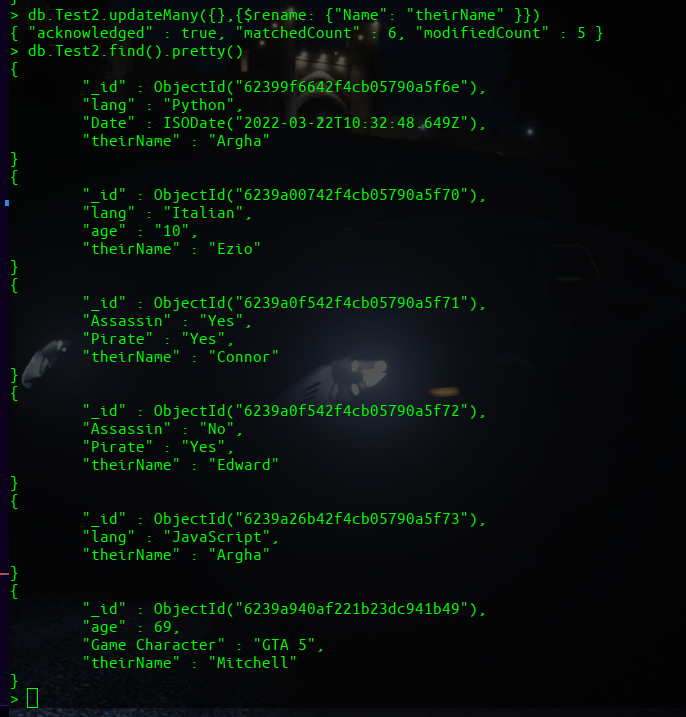 }
> db.Test2.updateMany({},{$rename: {"Name": "theirName" }})
{ "acknowledged" : true, "matchedCount" : 6, "modifiedCount" : 5 }
> db.Test2.find().pretty()
{
"_id" : ObjectId("62399f6642f4cb05790a5f6e"),
"lang" : "Python",
"Date" : ISODate("2022-03-22T10:32:48.649Z"),
"theirName" : "Argha"
}
{
"_id" : ObjectId("6239a00742f4cb05790a5f70"),
"lang" : "Italian",
"age" : "10",
"theirName" : "Ezio"
}
{
"_id" : ObjectId("6239a0f542f4cb05790a5f71"),
"Assassin" : "Yes",
"Pirate" : "Yes",
"theirName" : "Connor"
}
{
"_id" : ObjectId("6239a0f542f4cb05790a5f72"),
"Assassin" : "No",
"Pirate" : "Yes",
"theirName" : "Edward"
}
{
"_id" : ObjectId("6239a26b42f4cb05790a5f73"),
"lang" : "JavaScript",
"theirName" : "Argha"
}
{
"_id" : ObjectId("6239a940af221b23dc941b49"),
"age" : 69,
"Game Character" : "GTA 5",
"theirName" : "Mitchell"
}
>